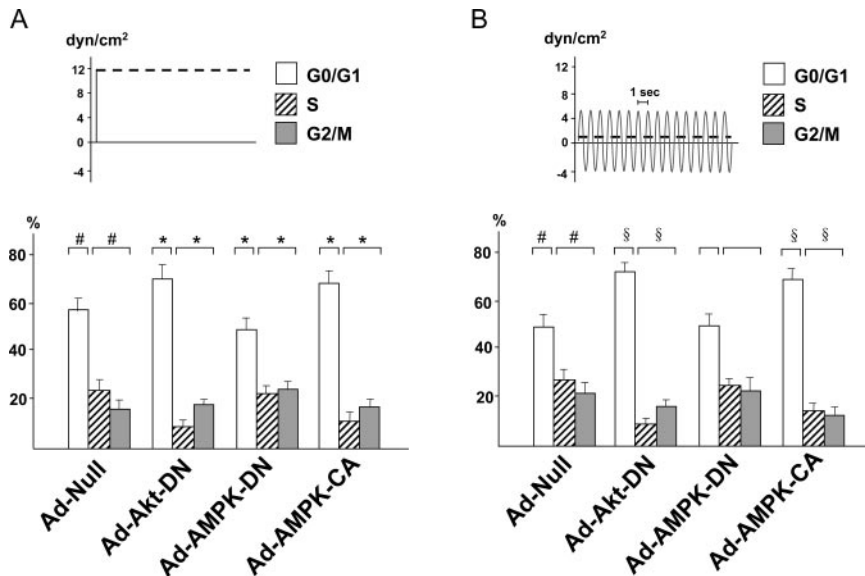 A
dyn/cm²
12
8
4
0
-4
G0/G1
S
G2/M
%
80
60
40
20
# #
* *
* *
* *
Ad-Null
Ad-Akt-DN
Ad-AMPK-DN
Ad-AMPK-CA
B
dyn/cm²
12
8
4
0
-4
1 sec
G0/G1
S
G2/M
%
80
60
40
20
# #
§ §
§ §
Ad-Null
Ad-Akt-DN
Ad-AMPK-DN
Ad-AMPK-CA